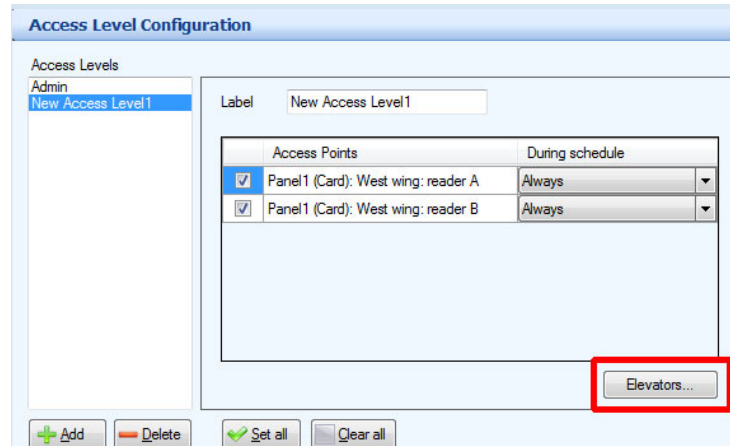 Access Level Configuration
Access Levels
Admin
New Access Level1
Label New Access Level1
Access Points During schedule
Panel1 (Card): West wing: reader A Always
Panel1 (Card): West wing: reader B Always
Elevators...
Add Delete Set all Clear all